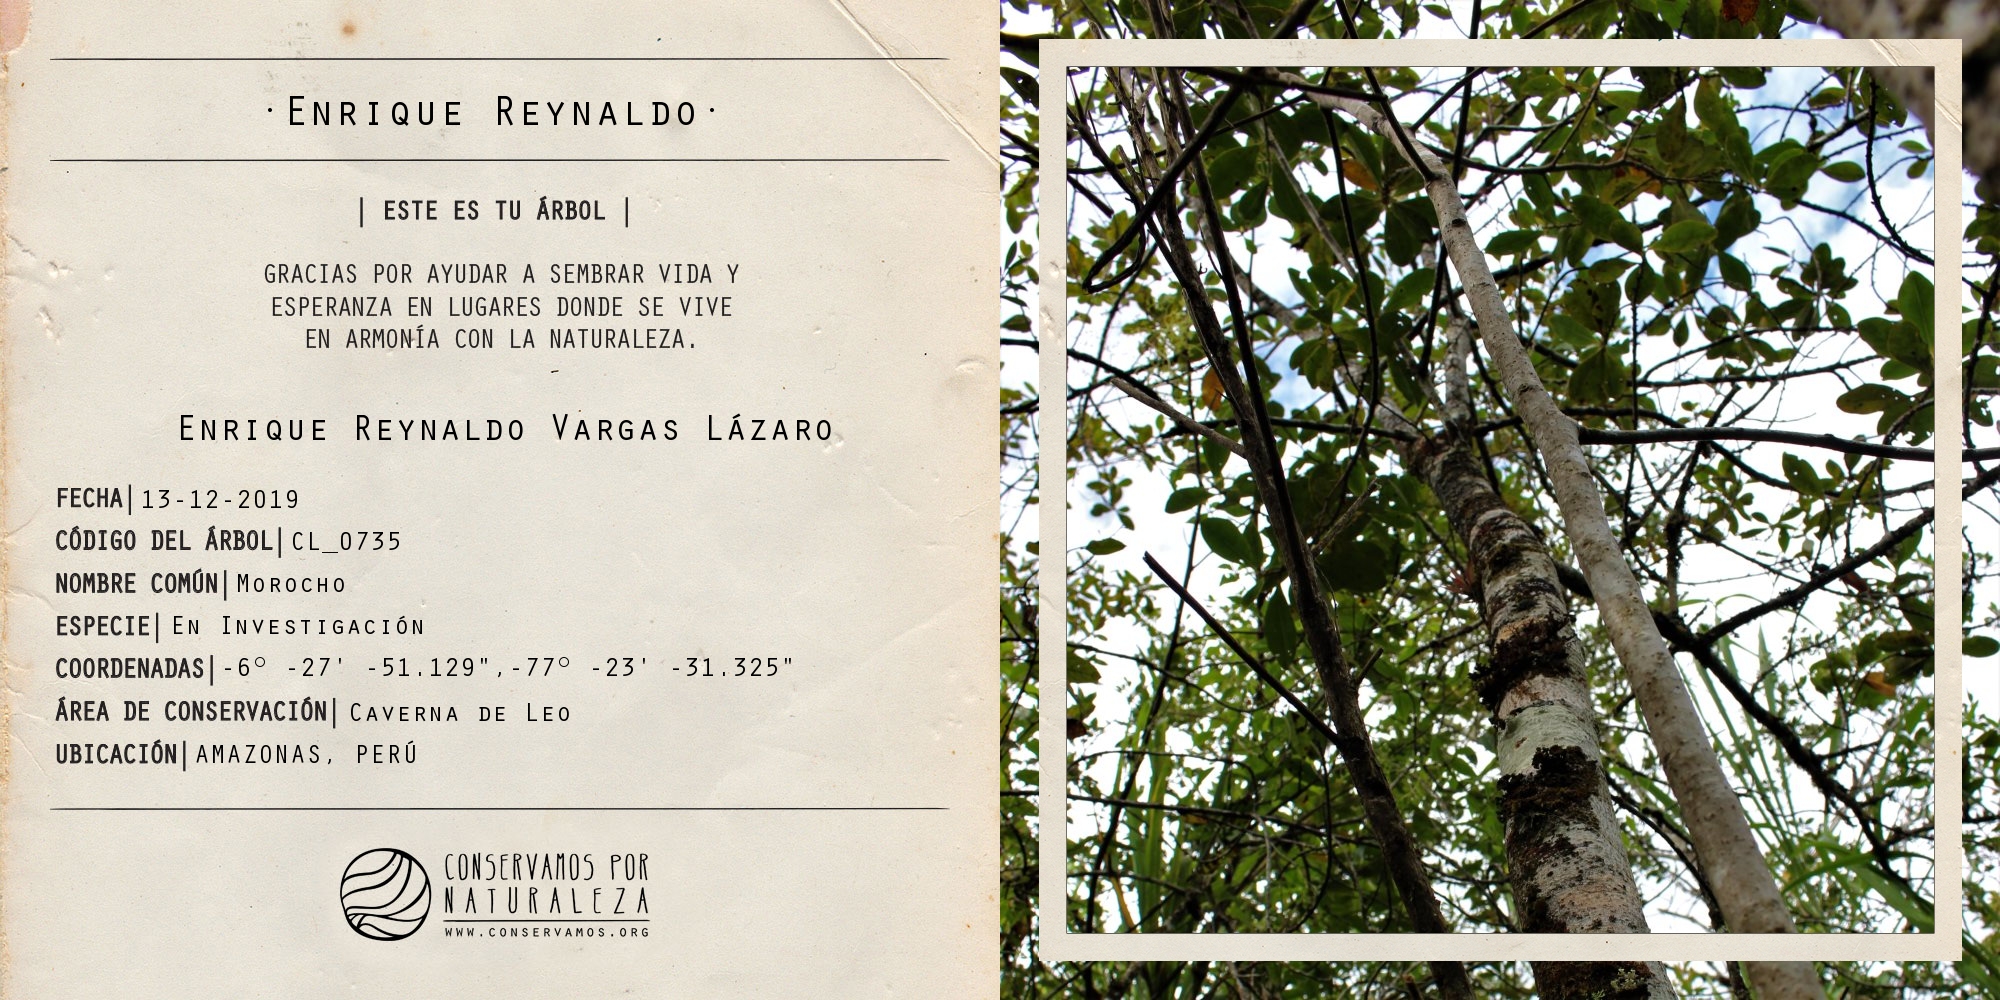 · Enrique Reynaldo ·
| ESTE ES TU ÁRBOL |
GRACIAS POR AYUDAR A SEMBRAR VIDA Y
ESPERANZA EN LUGARES DONDE SE VIVE
EN ARMONÍA CON LA NATURALEZA.
Enrique Reynaldo Vargas Lázaro
FECHA| 13-12-2019
CÓDIGO DEL ÁRBOL| CL_0735
NOMBRE COMÚN| Morocho
ESPECIE| En Investigación
COORDENADAS| -6° -27' -51.129",-77° -23' -31.325"
ÁREA DE CONSERVACIÓN| Caverna de Leo
UBICACIÓN| AMAZONAS, PERÚ
CONSERVAMOS POR
NATURALEZA
WWW.CONSERVAMOS.ORG